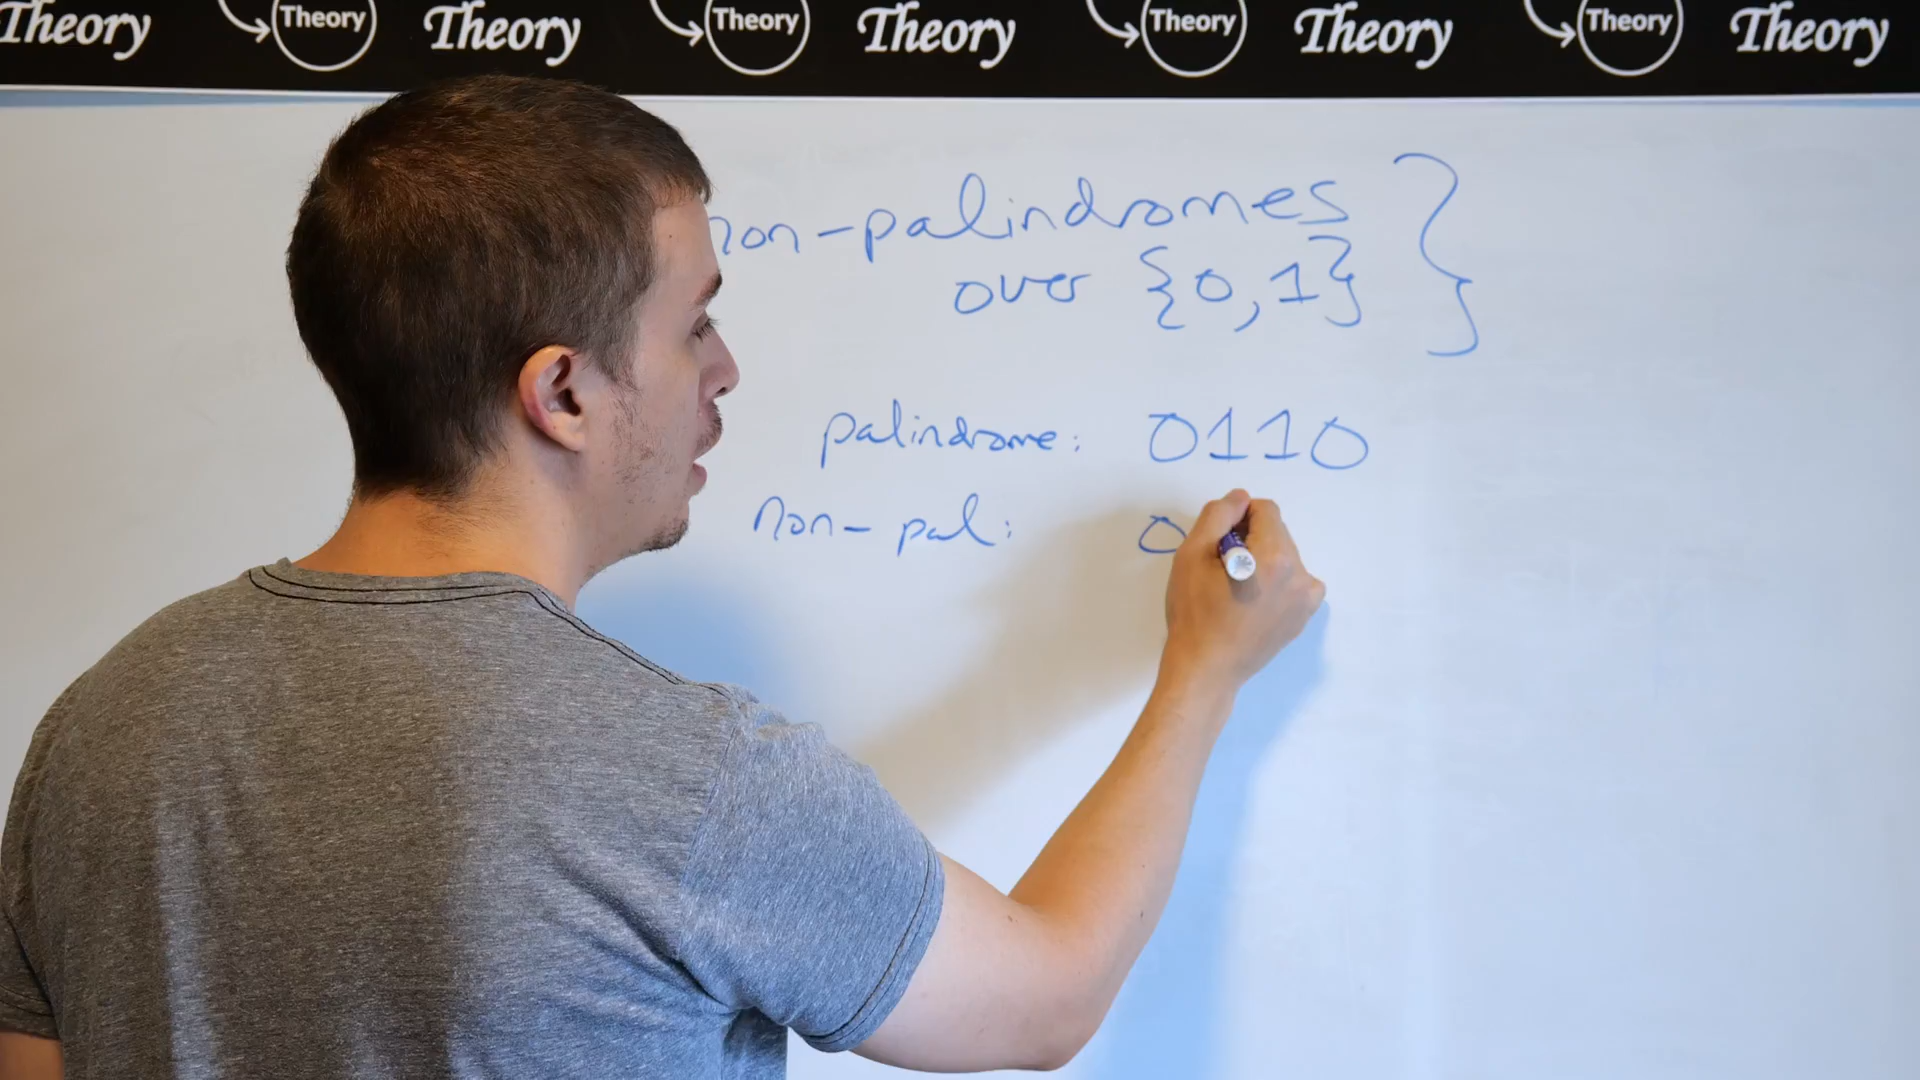 Theory Theory Theory Theory Theory Theory Theory Theory Theory
non-palindromes }
over {0,1}
palindrome: 0110
non-pal: 0